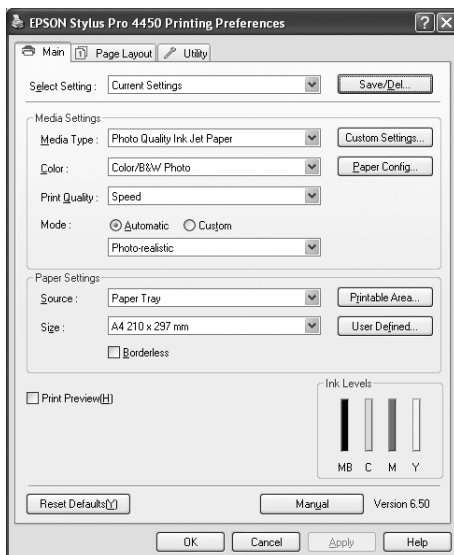 EPSON Stylus Pro 4450 Printing Preferences
Main Page Layout Utility
Select Setting : Current Settings Save/Del...
Media Settings
Media Type : Photo Quality Ink Jet Paper Custom Settings...
Color : Color/B&W Photo Paper Config...
Print Quality : Speed
Mode : Automatic Custom
Photo-realistic
Paper Settings
Source : Paper Tray Printable Area...
Size : A4 210 x 297 mm User Defined...
Borderless
Print Preview(H)
Ink Levels
MB C M Y
Reset Defaults(Y) Manual Version 6.50
OK Cancel Apply Help